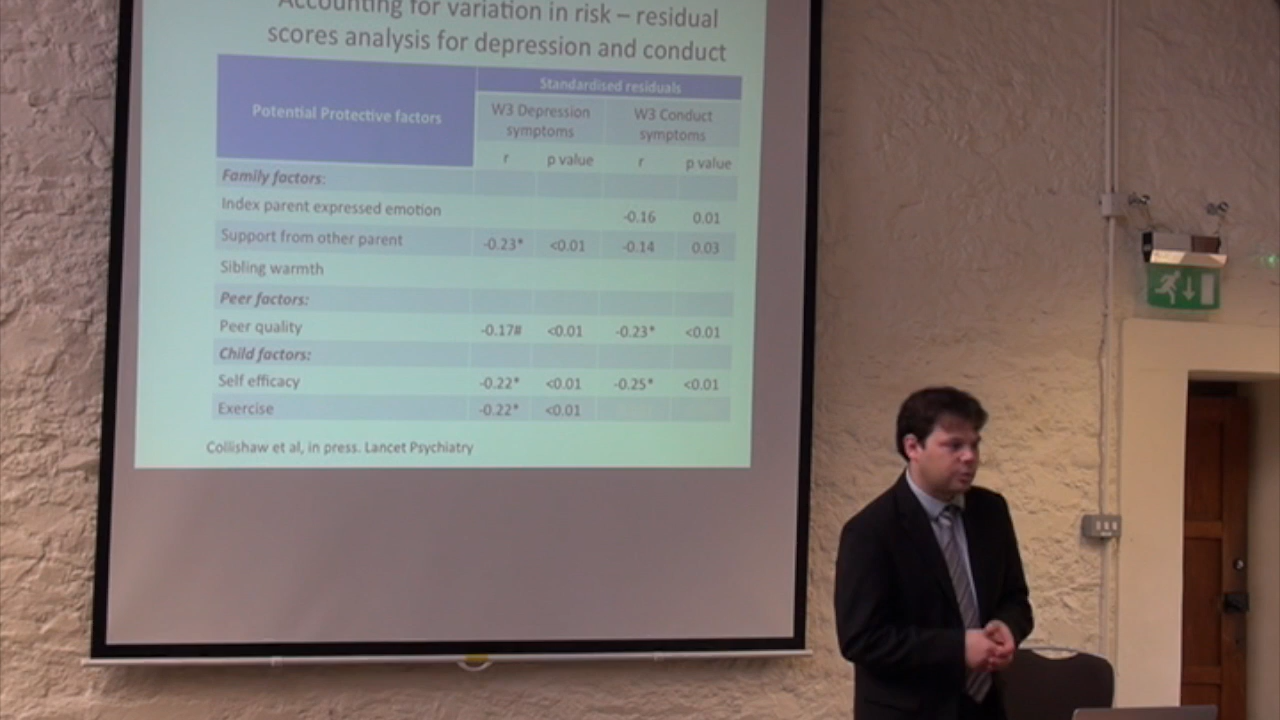 Accounting for variation in risk – residual
scores analysis for depression and conduct
Potential Protective factors
Standardised residuals
W3 Depression symptoms
W3 Conduct symptoms
r p value r p value
Family factors:
Index parent expressed emotion -0.16 0.01
Support from other parent -0.23* <0.01 -0.14 0.03
Sibling warmth
Peer factors:
Peer quality -0.17# <0.01 -0.23* <0.01
Child factors:
Self efficacy -0.22* <0.01 -0.25* <0.01
Exercise -0.22* <0.01
Collishaw et al, in press. Lancet Psychiatry